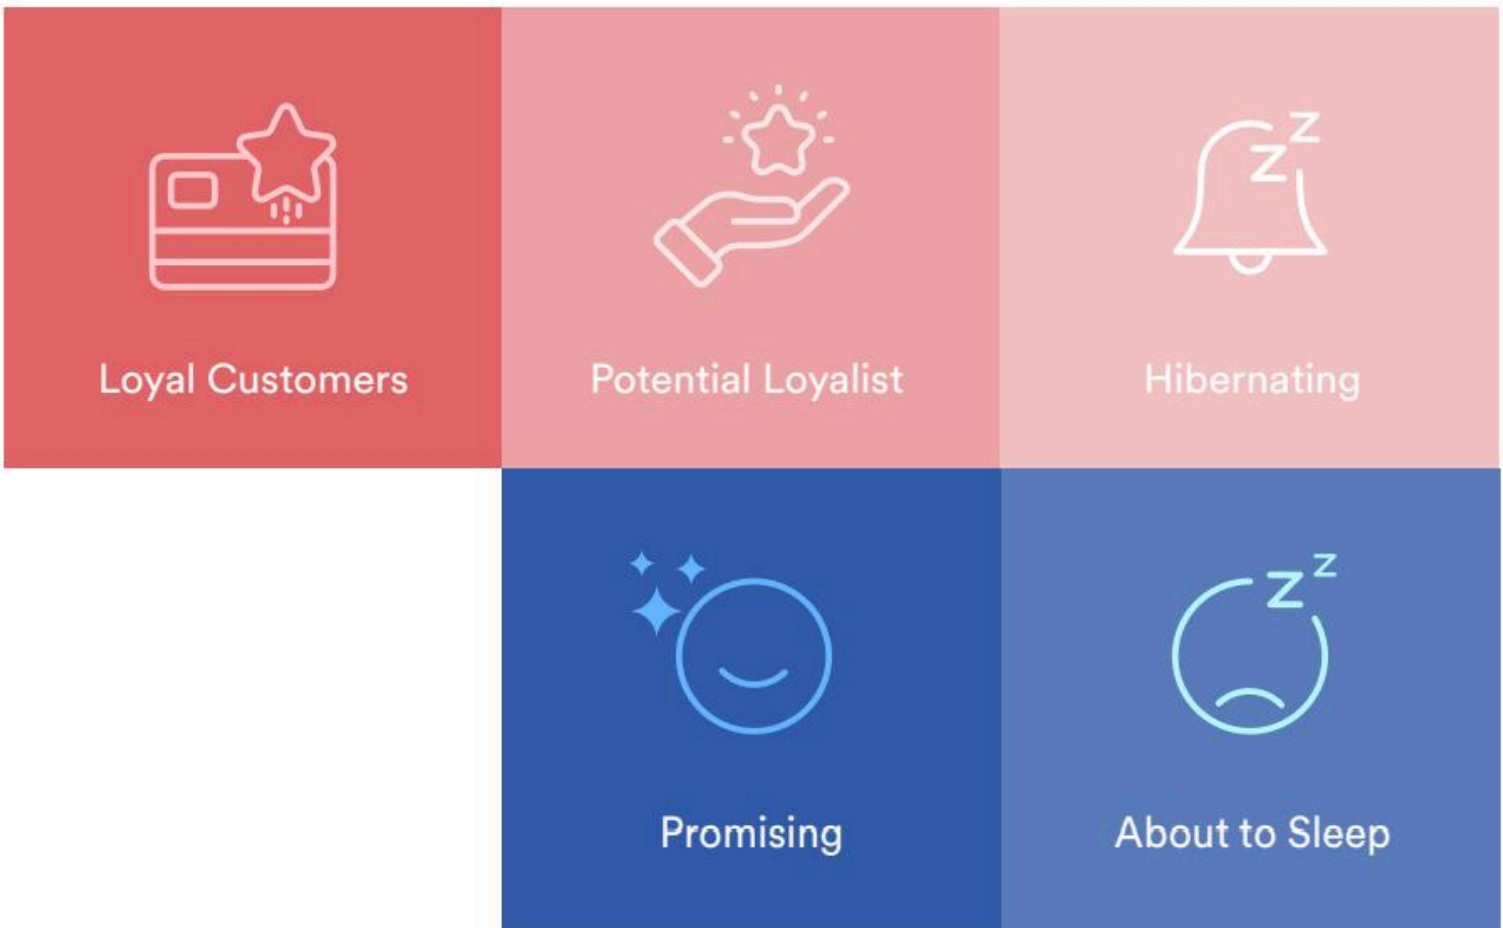 Loyal Customers
Potential Loyalist
Hibernating
Promising
About to Sleep